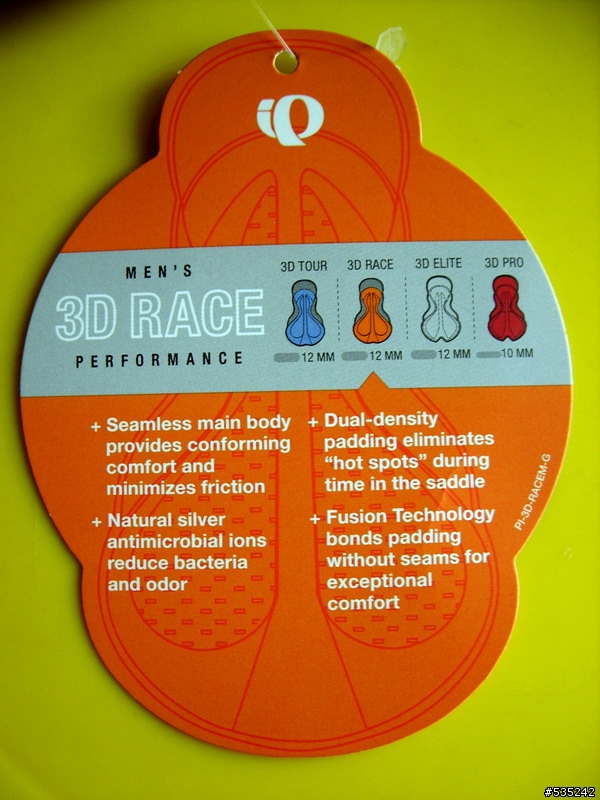 MEN'S
3D RACE
PERFORMANCE
3D TOUR
3D RACE
3D ELITE
3D PRO
12 MM
12 MM
12 MM
10 MM
+ Seamless main body
provides conforming
comfort and
minimizes friction
+ Natural silver
antimicrobial ions
reduce bacteria
and odor
+ Dual-density
padding eliminates
"hot spots" during
time in the saddle
+ Fusion Technology
bonds padding
without seams for
exceptional
comfort
PI-3D-RACEM-G
#535242